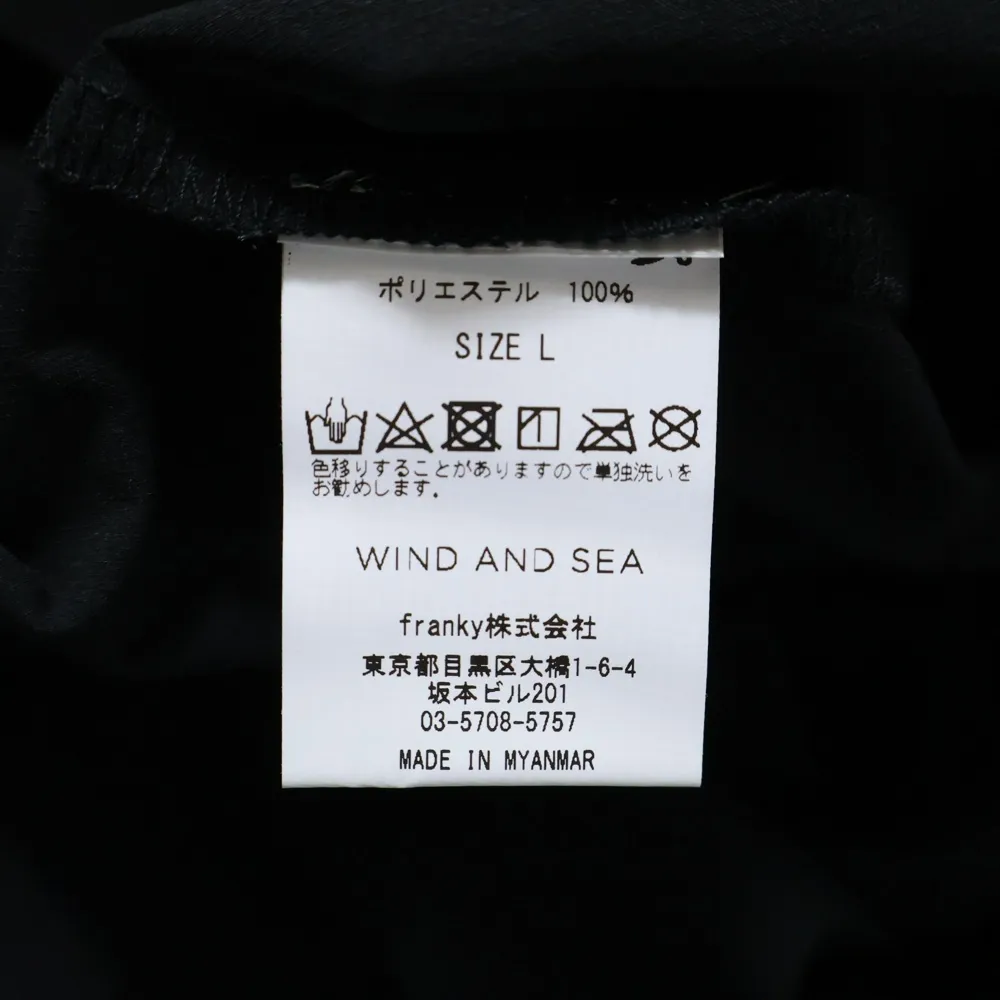 ポリエステル 100%
SIZE L
色移りすることがありますので単独洗いを
お勧めします。
WIND AND SEA
franky株式会社
東京都目黒区大橋1-6-4
坂本ビル201
03-5708-5757
MADE IN MYANMAR